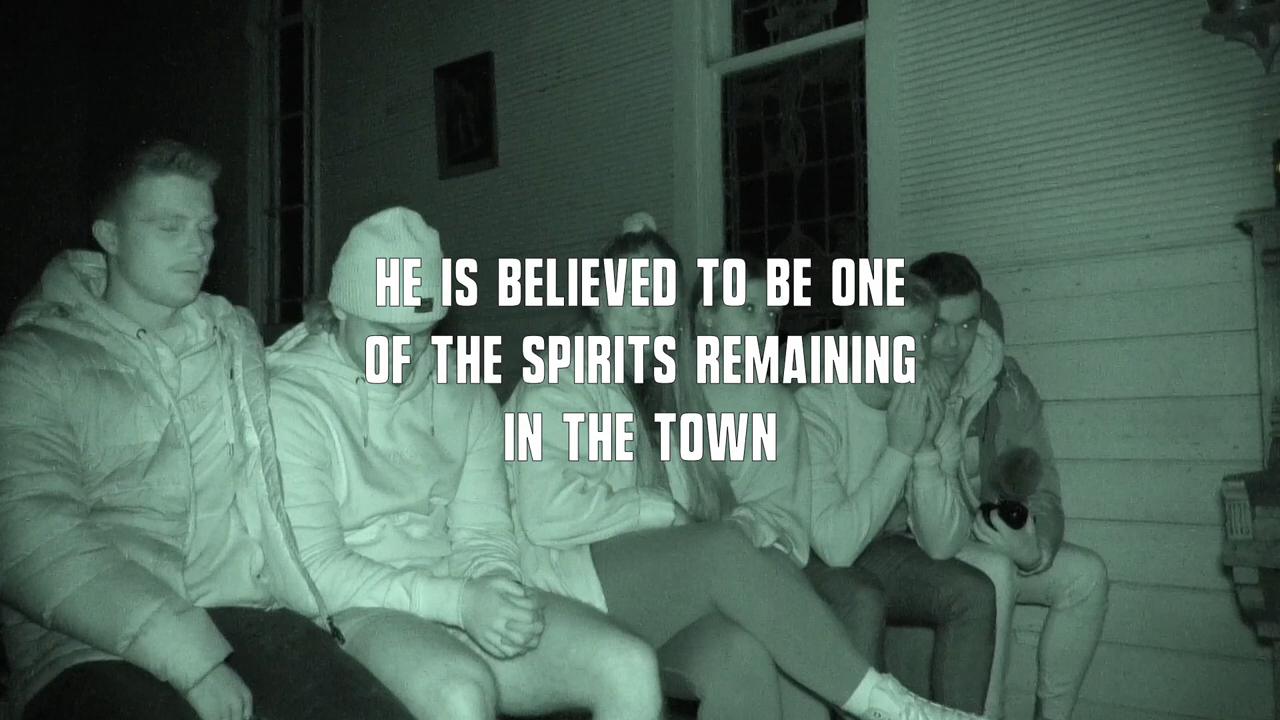 HE IS BELIEVED TO BE ONE
OF THE SPIRITS REMAINING
IN THE TOWN